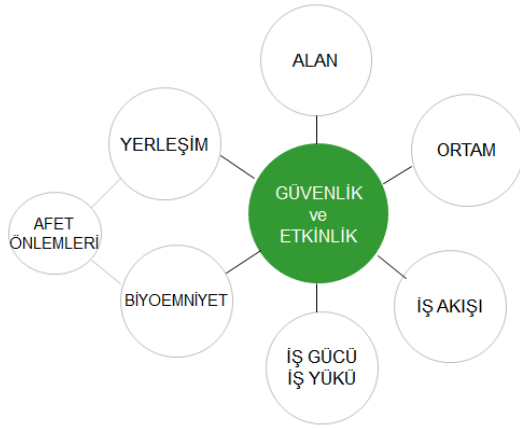 ALAN
YERLEŞİM
ORTAM
GÜVENLİK
ve
ETKİNLİK
AFET
ÖNLEMLERİ
BİYOEMNİYET
İŞ AKIŞI
İŞ GÜCÜ
İŞ YÜKÜ